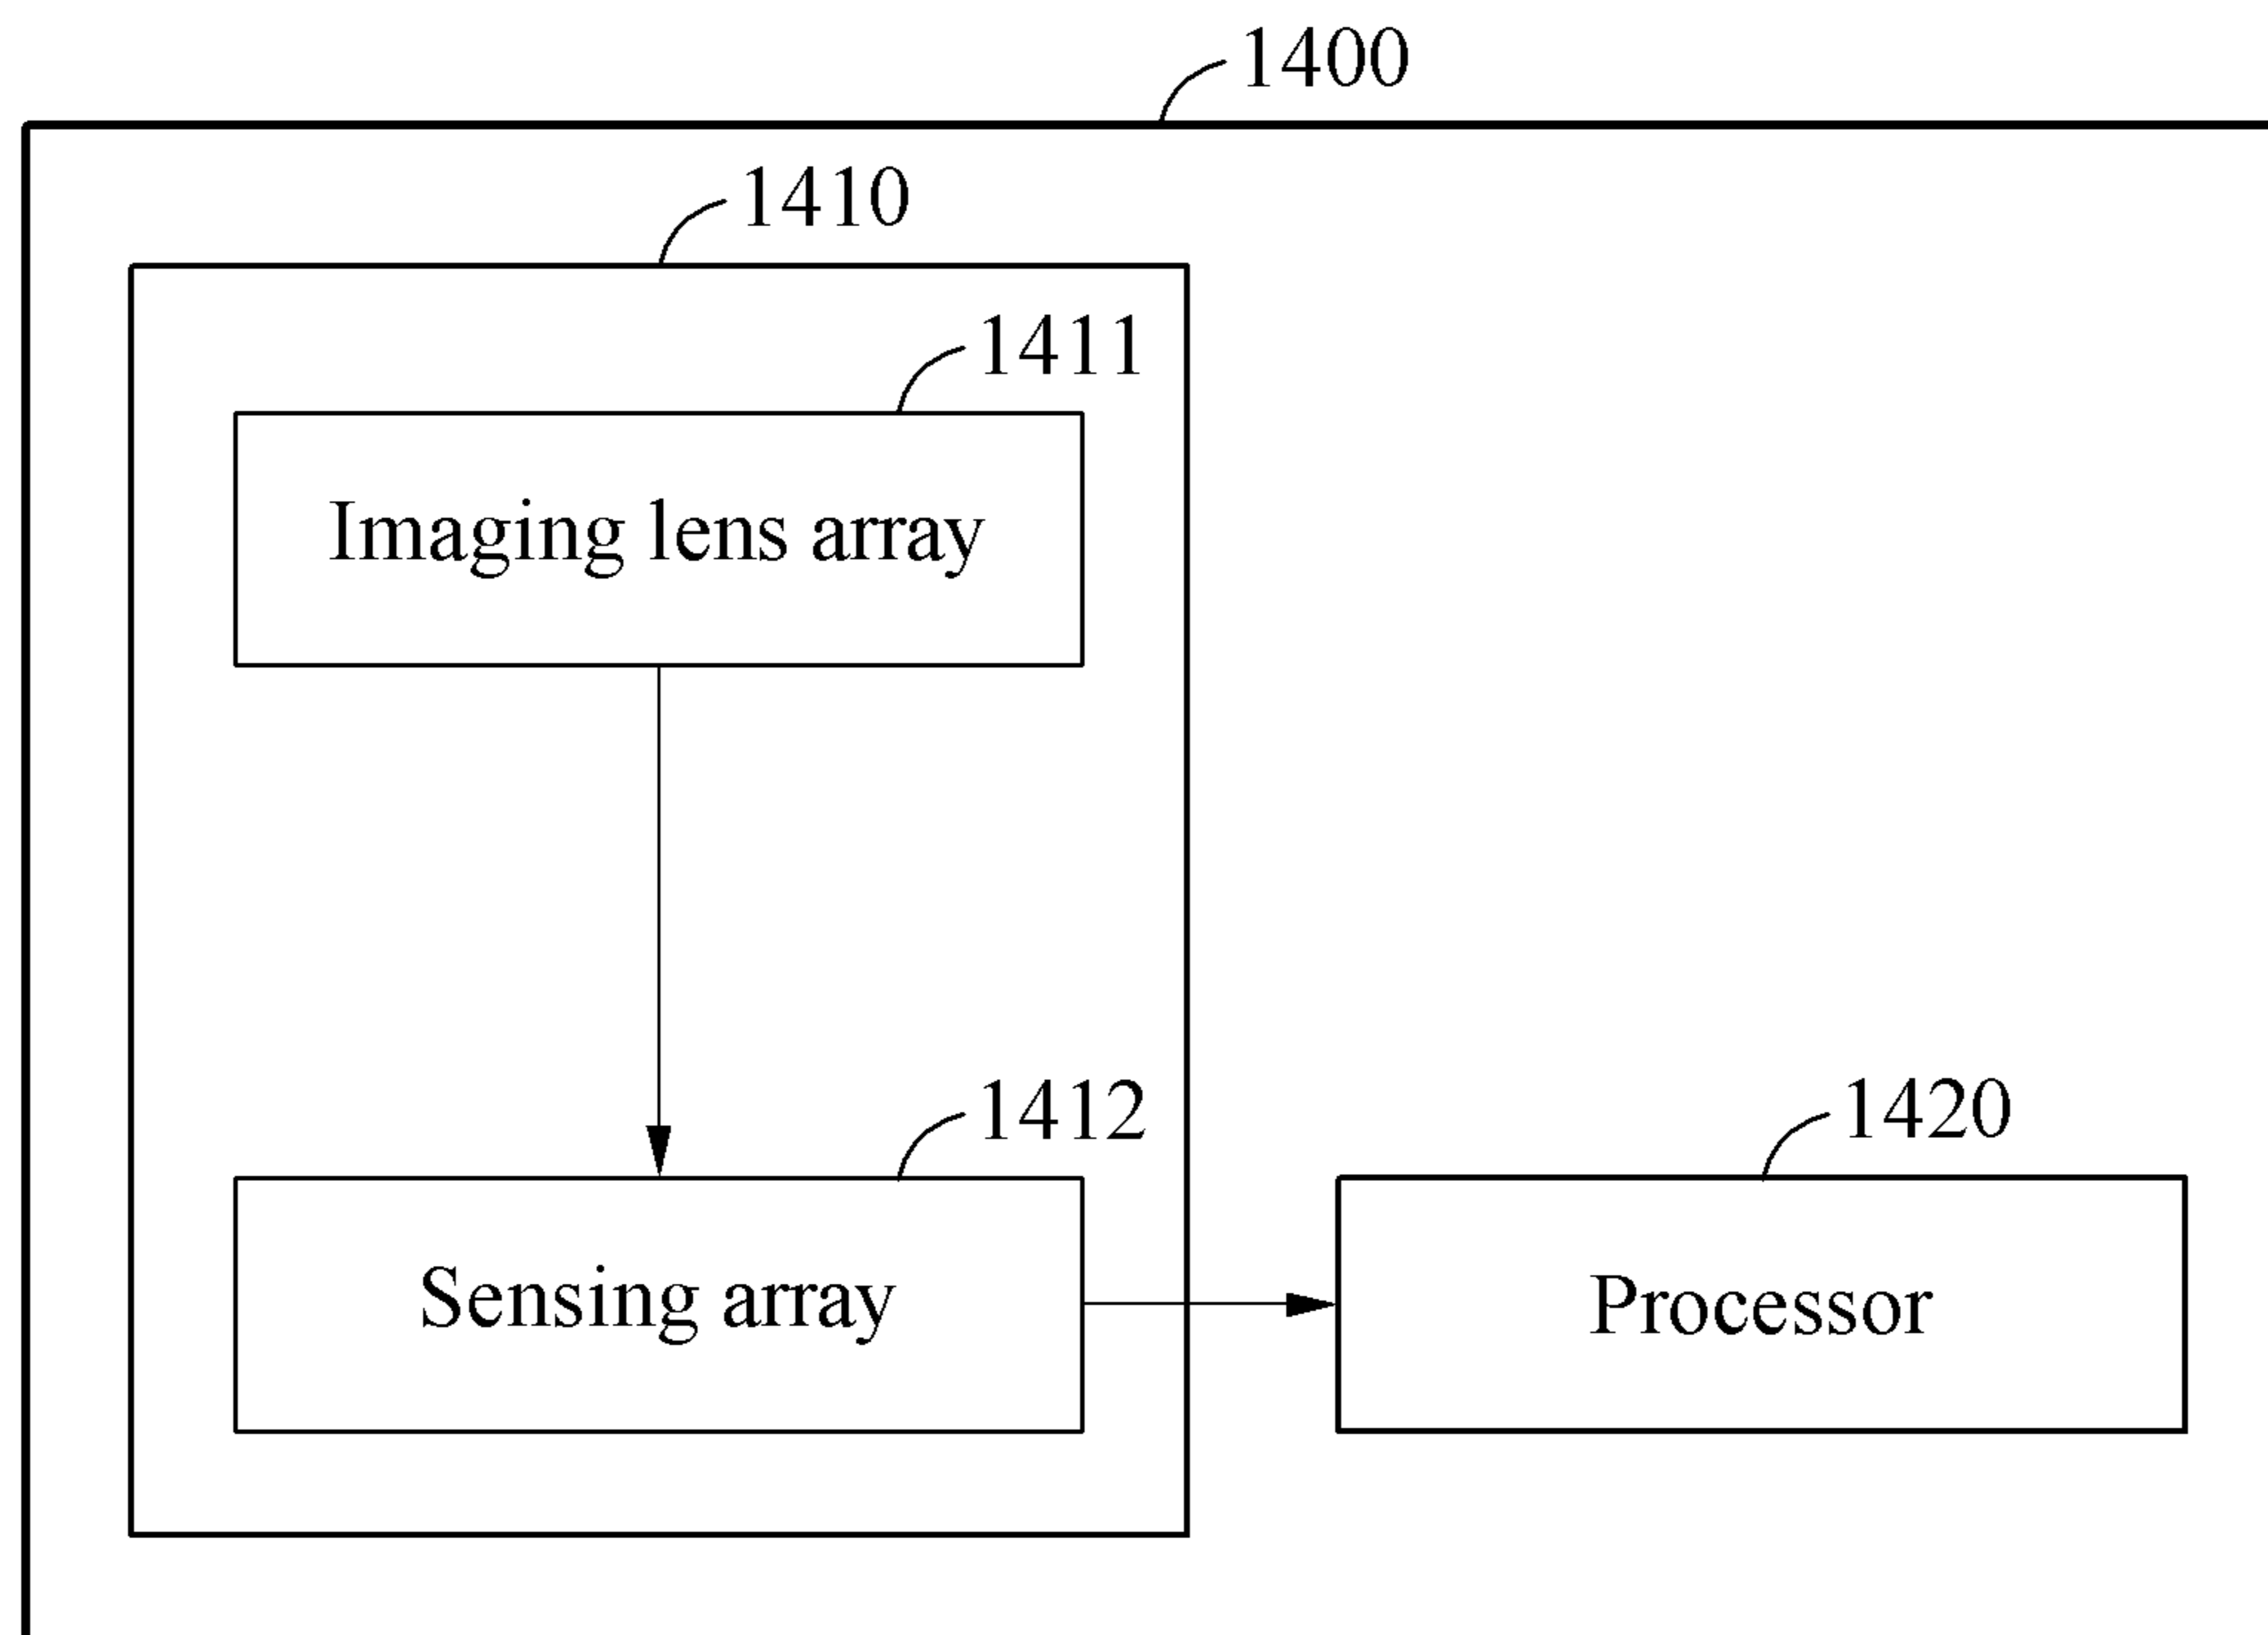 1400
1410
1411
Imaging lens array
1412
1420
Sensing array
Processor